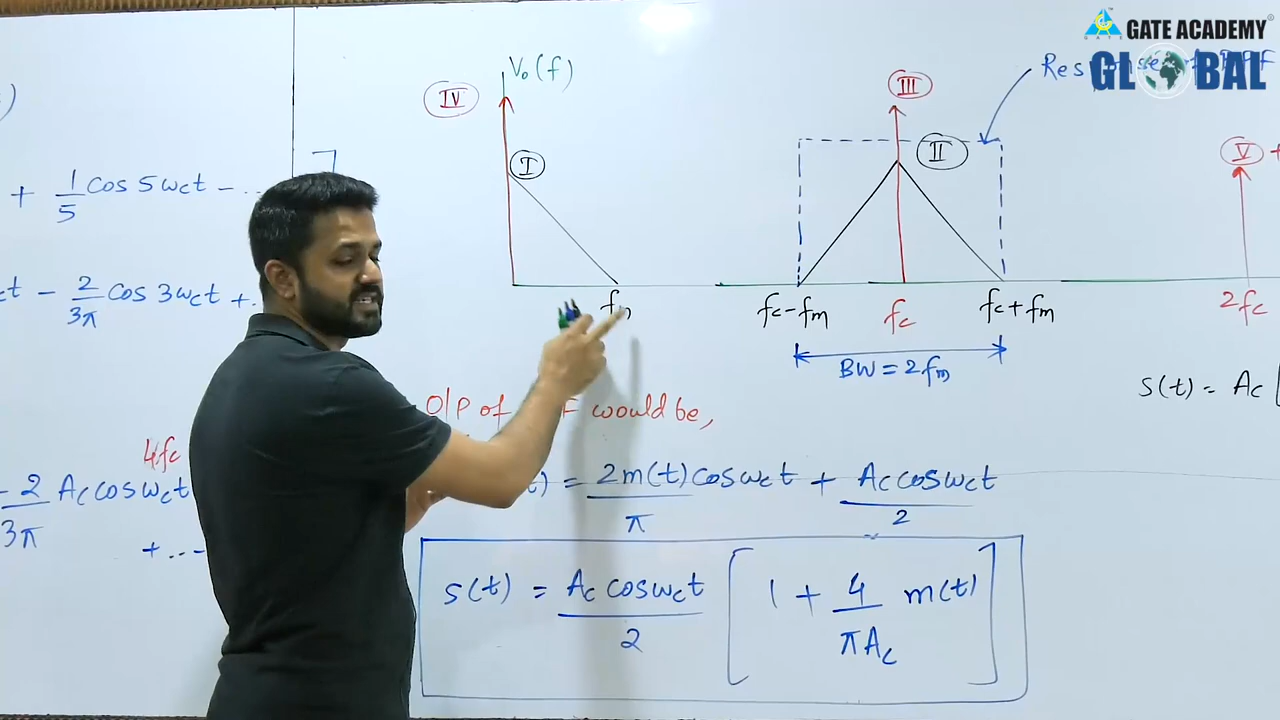 GATE ACADEMY
GLOBAL
V₀(f)
IV
I
III
II
V
fc-fm
fc
fc+fm
2fc
BW = 2fm
+ 1/5 cos 5ωct - ...
- 2/3π cos 3ωct + ..
4fc
- 2/3π Ac cos ωct
+ ...
S(t) = Ac [
O/P of would be,
= 2m(t)/π cos ωct + Ac cos ωct/2
S(t) = Ac cos ωct/2 [1 + 4/πAc m(t)]